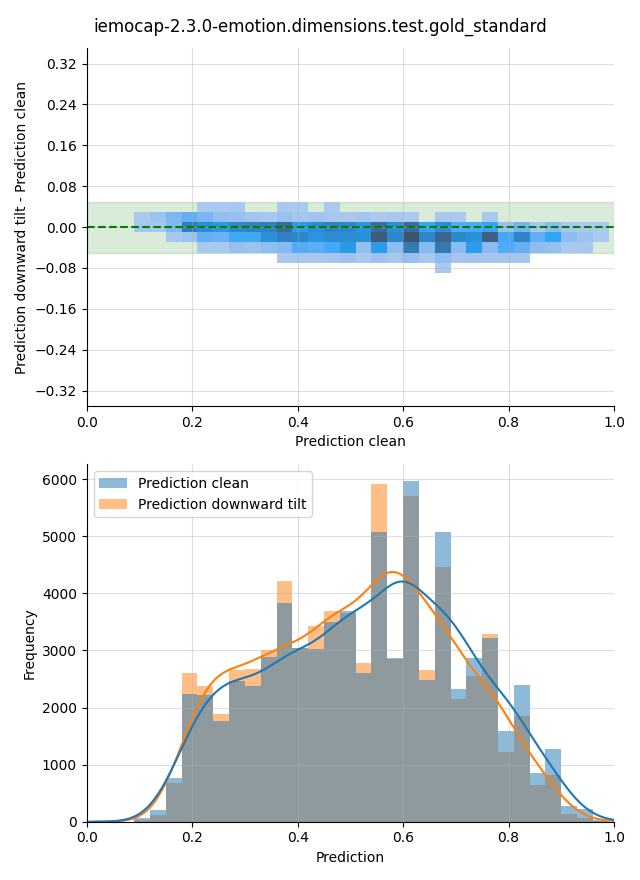 iemocap-2.3.0-emotion.dimensions.test.gold_standard
Prediction downward tilt - Prediction clean
0.32
0.24
0.16
0.08
0.00
−0.08
−0.16
−0.24
−0.32
0.0 0.2 0.4 0.6 0.8 1.0
Prediction clean
Prediction clean
Prediction downward tilt
Frequency
6000
5000
4000
3000
2000
1000
0
0.0 0.2 0.4 0.6 0.8 1.0
Prediction